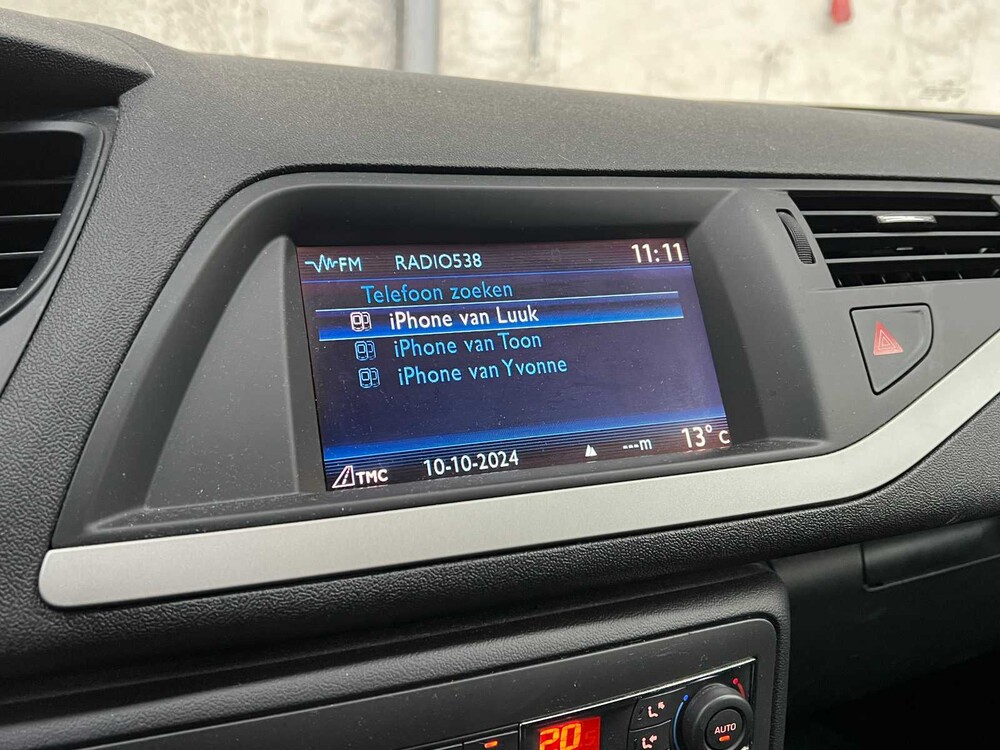 FM RADIO538 11:11
Telefoon zoeken
iPhone van Luuk
iPhone van Toon
iPhone van Yvonne
TMC 10-10-2024 ---m 13° C
AUTO
20